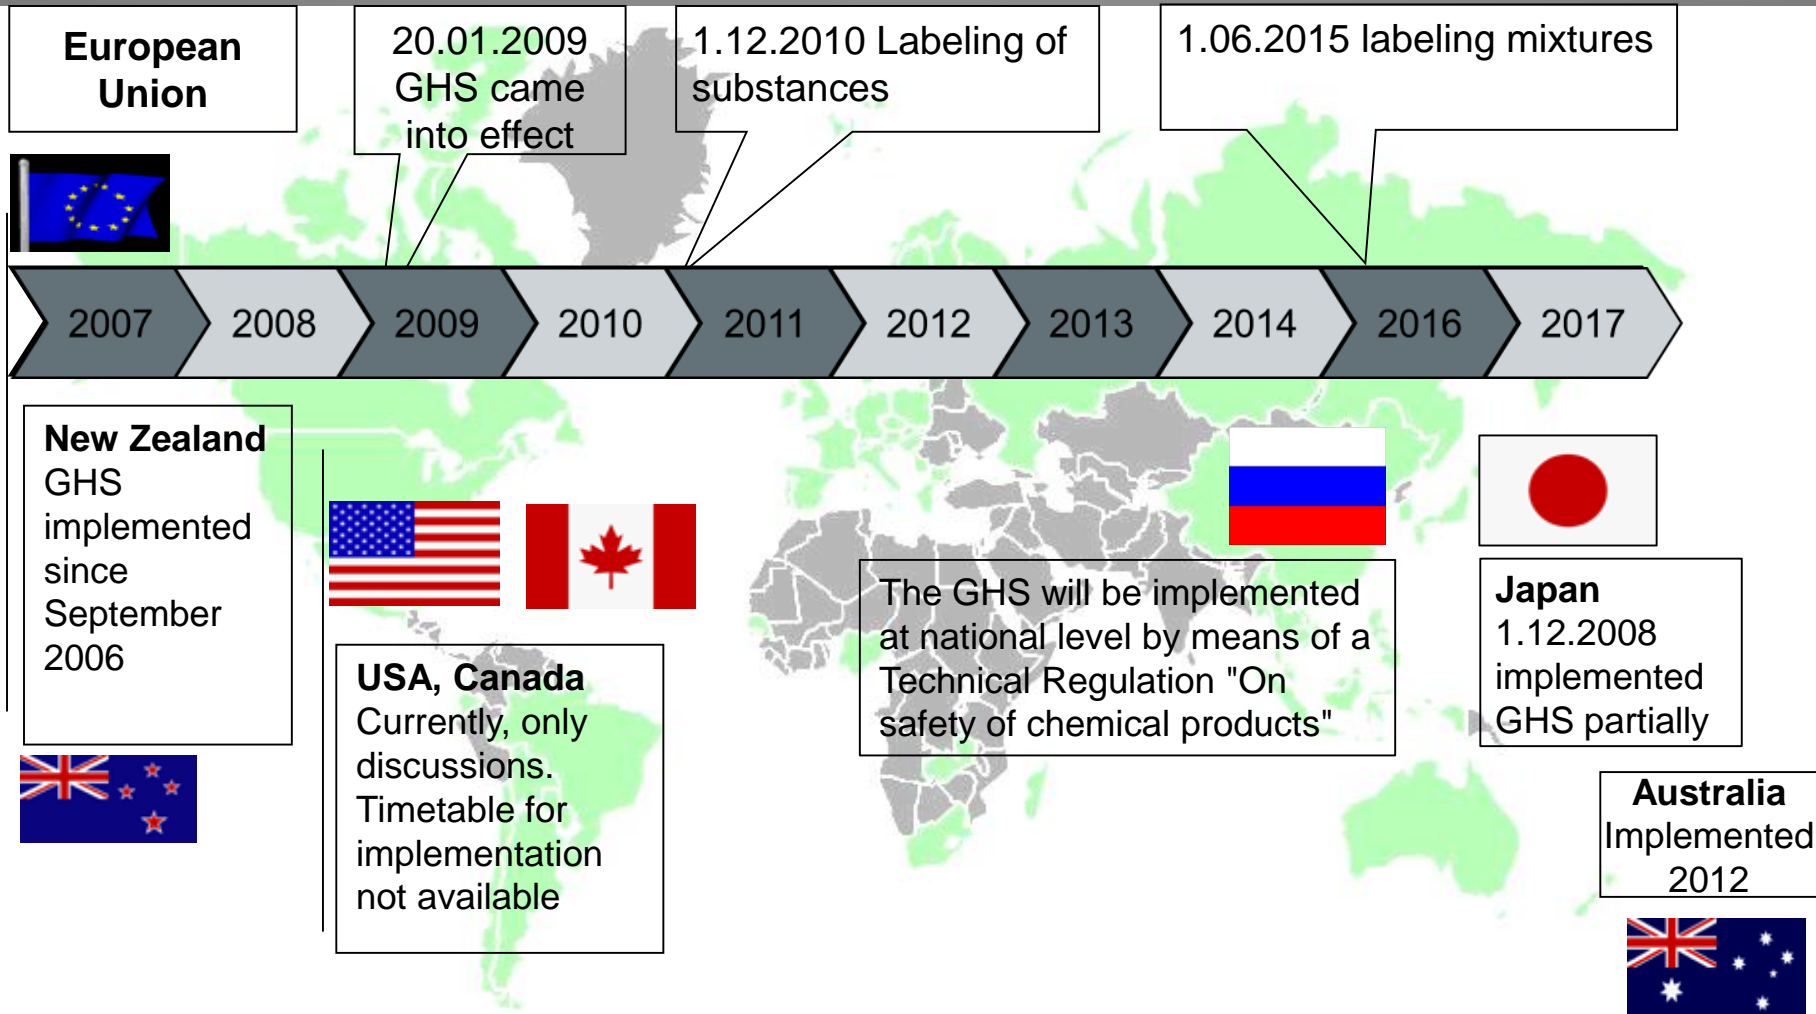 European
Union
20.01.2009
GHS came
into effect
1.12.2010 Labeling of
substances
1.06.2015 labeling mixtures
2007
2008
2009
2010
2011
2012
2013
2014
2016
2017
New Zealand
GHS
implemented
since
September
2006
USA, Canada
Currently, only
discussions.
Timetable for
implementation
not available
The GHS will be implemented
at national level by means of a
Technical Regulation "On
safety of chemical products"
Japan
1.12.2008
implemented
GHS partially
Australia
Implemented
2012